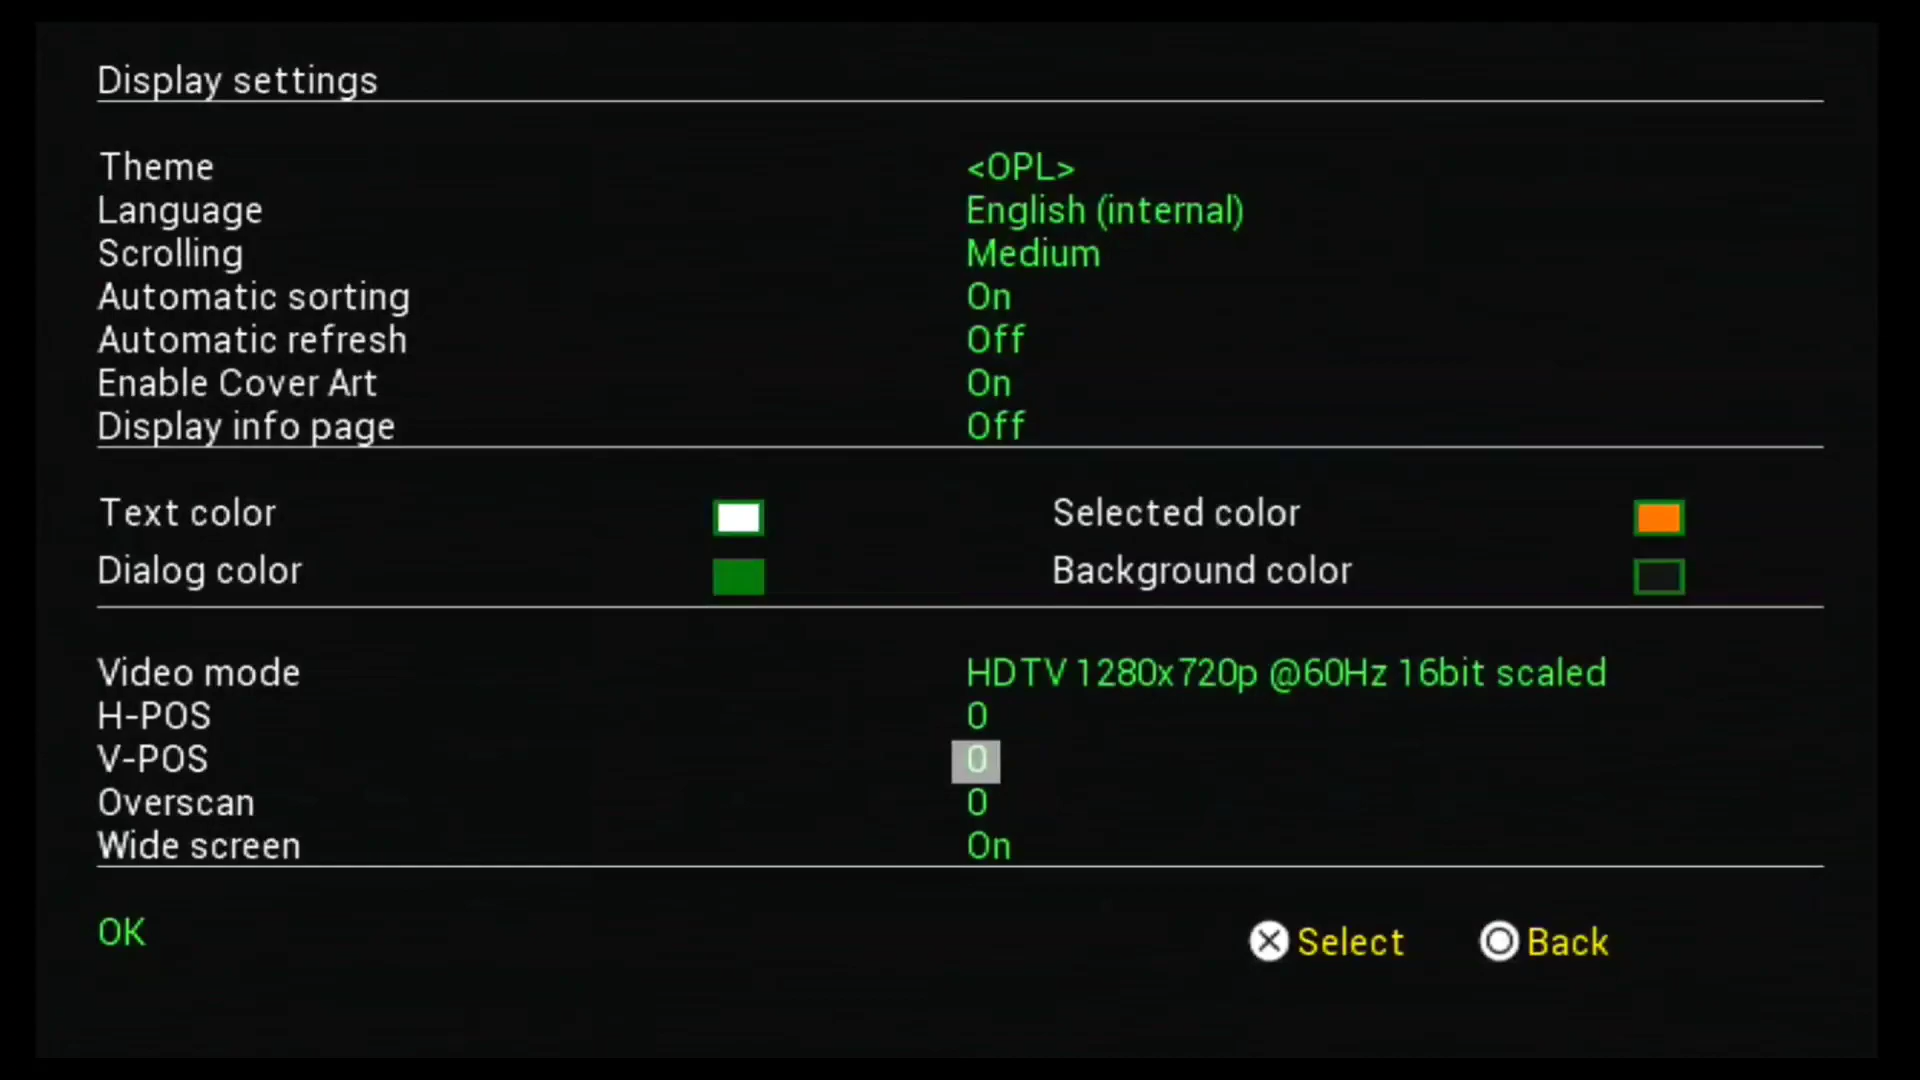 Display settings
Theme <OPL>
Language English (internal)
Scrolling Medium
Automatic sorting On
Automatic refresh Off
Enable Cover Art On
Display info page Off
Text color Selected color
Dialog color Background color
Video mode HDTV 1280x720p @60Hz 16bit scaled
H-POS 0
V-POS 0
Overscan 0
Wide screen On
OK Select Back